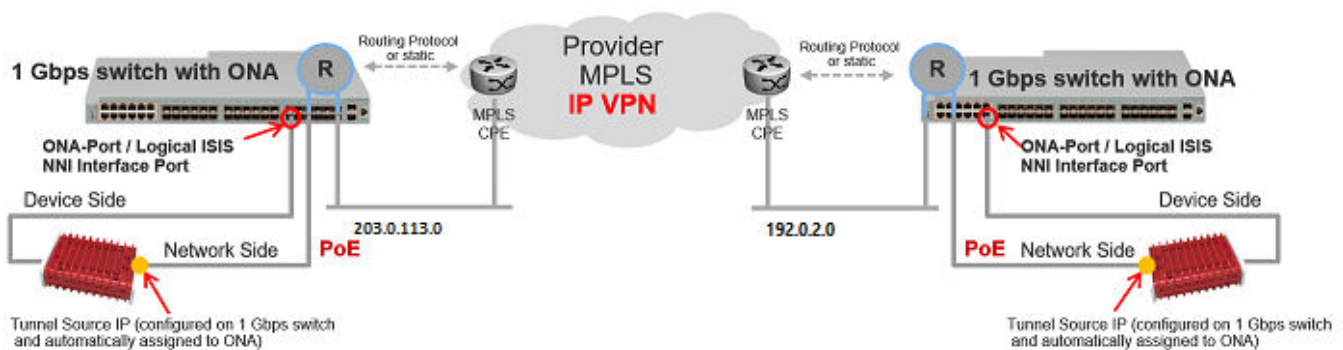 1 Gbps switch with ONA
R
Routing Protocol
or static
MPLS
CPE
Provider
MPLS
IP VPN
Routing Protocol
or static
MPLS
CPE
R
1 Gbps switch with ONA
ONA-Port / Logical ISIS
NNI Interface Port
ONA-Port / Logical ISIS
NNI Interface Port
Device Side
203.0.113.0
192.0.2.0
Device Side
Network Side
PoE
PoE
Network Side
Tunnel Source IP (configured on 1 Gbps switch
and automatically assigned to ONA)
Tunnel Source IP (configured on 1 Gbps switch
and automatically assigned to ONA)